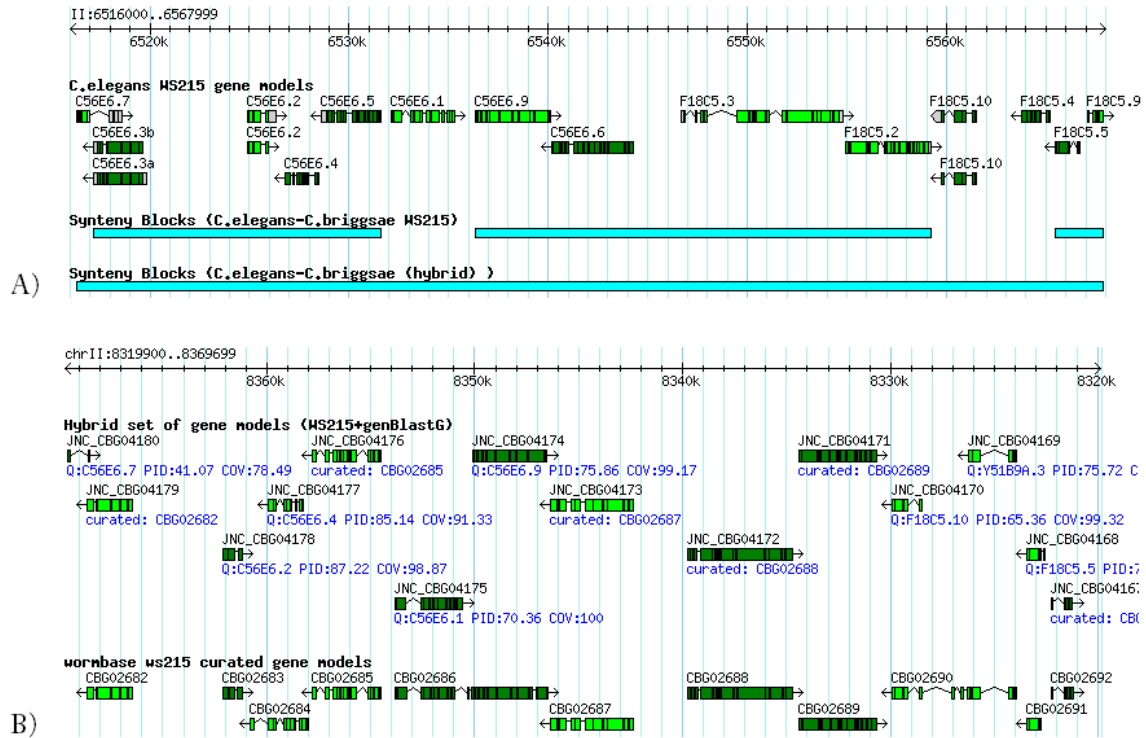 II:6516000..6567999
6520k 6530k 6540k 6550k 6560k
C.elegans WS215 gene models
C56E6.7 C56E6.2 C56E6.5 C56E6.1 C56E6.9 F18C5.3 F18C5.10 F18C5.4 F18C5.9
C56E6.3b C56E6.2 C56E6.6 F18C5.2 F18C5.5
C56E6.3a C56E6.4 F18C5.10
Synteny Blocks (C.elegans-C.briggsae WS215)
Synteny Blocks (C.elegans-C.briggsae (hybrid) )
A)
chrII:8319900..8369699
8360k 8350k 8340k 8330k 8320k
Hybrid set of gene models (WS215+genBlastG)
JNC_CBG04180 JNC_CBG04176 JNC_CBG04174 JNC_CBG04171 JNC_CBG04169
Q:C56E6.7 PID:41.07 COV:78.49 curated: CBG02685 Q:C56E6.9 PID:75.86 COV:99.17 curated: CBG02689 Q:Y51B9A.3 PID:75.72 C
JNC_CBG04179 JNC_CBG04177 JNC_CBG04173 JNC_CBG04170
curated: CBG02682 Q:C56E6.4 PID:85.14 COV:91.33 curated: CBG02687 Q:F18C5.10 PID:65.36 COV:99.32
JNC_CBG04178 JNC_CBG04172 JNC_CBG04168
Q:C56E6.2 PID:87.22 COV:98.87 curated: CBG02688 Q:F18C5.5 PID:7
JNC_CBG04175 JNC_CBG04167
Q:C56E6.1 PID:70.36 COV:100 curated: CBG
wormbase ws215 curated gene models
CBG02682 CBG02683 CBG02685 CBG02686 CBG02688 CBG02690 CBG02692
CBG02684 CBG02687 CBG02689 CBG02691
B)